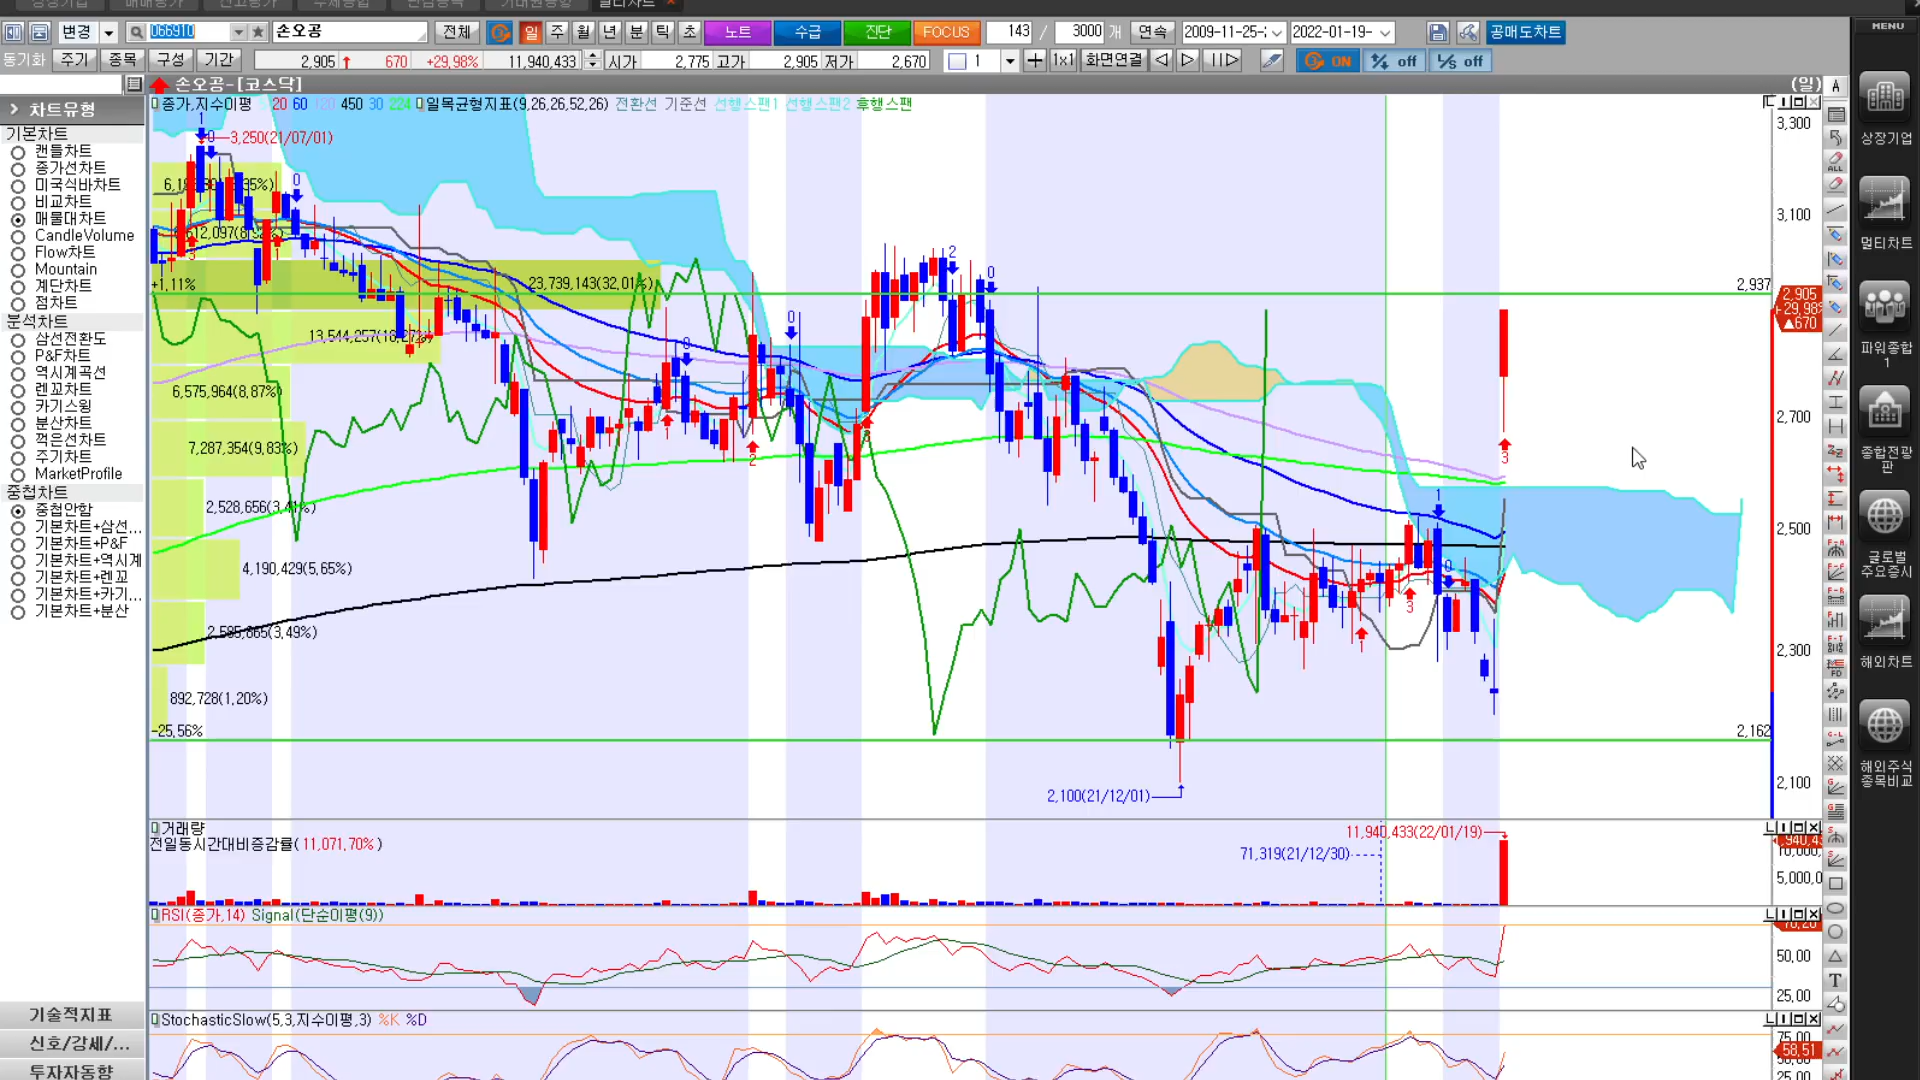 변경
066910
손오공
전체
일 주 월 년 분 틱 초
노트
수급
진단
FOCUS
143 / 3000 개
연속
2009-11-25-
2022-01-19-
공매도차트
MENU
동기화 주기 종목 구성 기간
2,905 670 +29,98% 11,940,433
시가 2,775 고가 2,905 저가 2,670
1
1x1 화면연결
ON
off
off
손오공-[코스닥]
(일)
A
차트유형
기본차트
캔들차트
종가선차트
미국식바차트
비교차트
매물대차트
CandleVolume
Flow차트
Mountain
계단차트
점차트
분석차트
삼선전환도
P&F차트
역시계곡선
렌꼬차트
카기스윙
분산차트
꺽은선차트
주기차트
MarketProfile
중첩차트
중첩안함
기본차트+삼선...
기본차트+P&F
기본차트+역시계
기본차트+렌꼬
기본차트+카기...
기본차트+분산
기술적지표
신호/강세/...
투자자동향
종가,지수이평 20 60 450 30 224 일목균형지표(9,26,26,52,26) 전환선 기준선 선행스팬1 선행스팬2 후행스팬
3,250(21/07/01)
+1,11%
23,739,143(32,01%)
13,544,257(18,27%)
6,575,964(8,87%)
7,287,354(9,83%)
2,528,656(3,41%)
4,190,429(5,65%)
2,585,865(3,49%)
892,728(1,20%)
-25,56%
2,100(21/12/01)
3,300
3,100
2,937
2,905
+29,98%
▲670
2,700
2,500
2,300
2,162
2,100
거래량
전일동시간대비증감률(11,071,70%)
11,940,433(22/01/19)
71,319(21/12/30)
5,000,0
RSI(종가,14) Signal(단순이평(9))
70,20
50,00
25,00
StochasticSlow(5,3,지수이평,3) %K %D
75,00
58,51
25,00
상장기업
멀티차트
파워종합
1
종합전광
판
글로벌
주요증시
해외차트
해외주식
종목비교